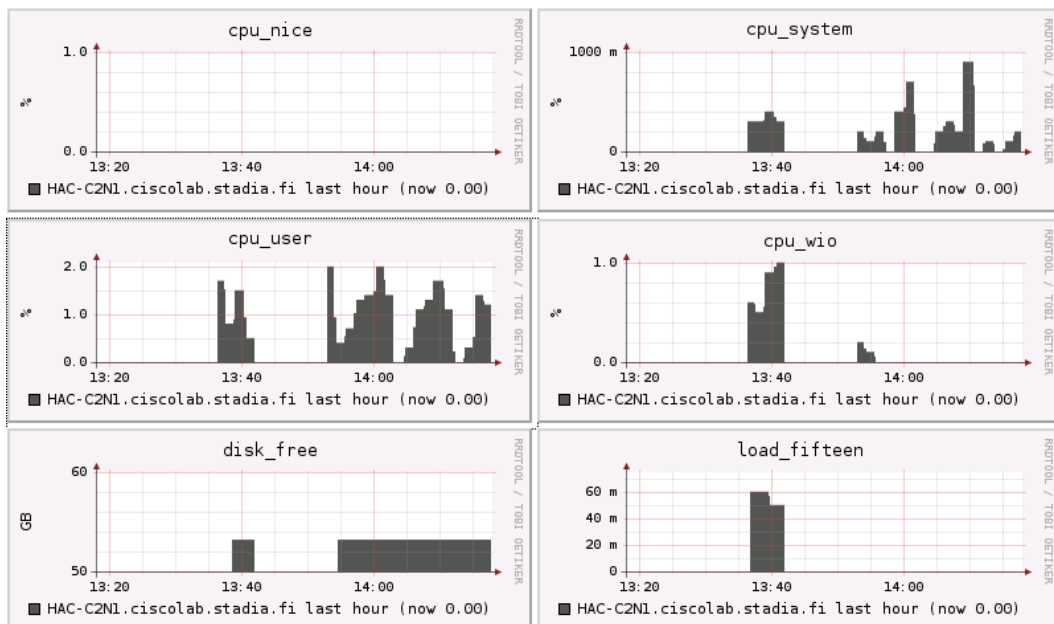 cpu_nice
RRDTOOL / TOBI OETIKER
1.0
%
0.0
13:20 13:40 14:00
HAC-C2N1.ciscolab.stadia.fi last hour (now 0.00)
cpu_system
RRDTOOL / TOBI OETIKER
1000 m
%
0
13:20 13:40 14:00
HAC-C2N1.ciscolab.stadia.fi last hour (now 0.00)
cpu_user
RRDTOOL / TOBI OETIKER
2.0
%
1.0
0.0
13:20 13:40 14:00
HAC-C2N1.ciscolab.stadia.fi last hour (now 0.00)
cpu_wio
RRDTOOL / TOBI OETIKER
1.0
%
0.0
13:20 13:40 14:00
HAC-C2N1.ciscolab.stadia.fi last hour (now 0.00)
disk_free
RRDTOOL / TOBI OETIKER
60
GB
50
13:20 13:40 14:00
HAC-C2N1.ciscolab.stadia.fi last hour (now 0.00)
load_fifteen
RRDTOOL / TOBI OETIKER
60 m
40 m
20 m
0
13:20 13:40 14:00
HAC-C2N1.ciscolab.stadia.fi last hour (now 0.00)